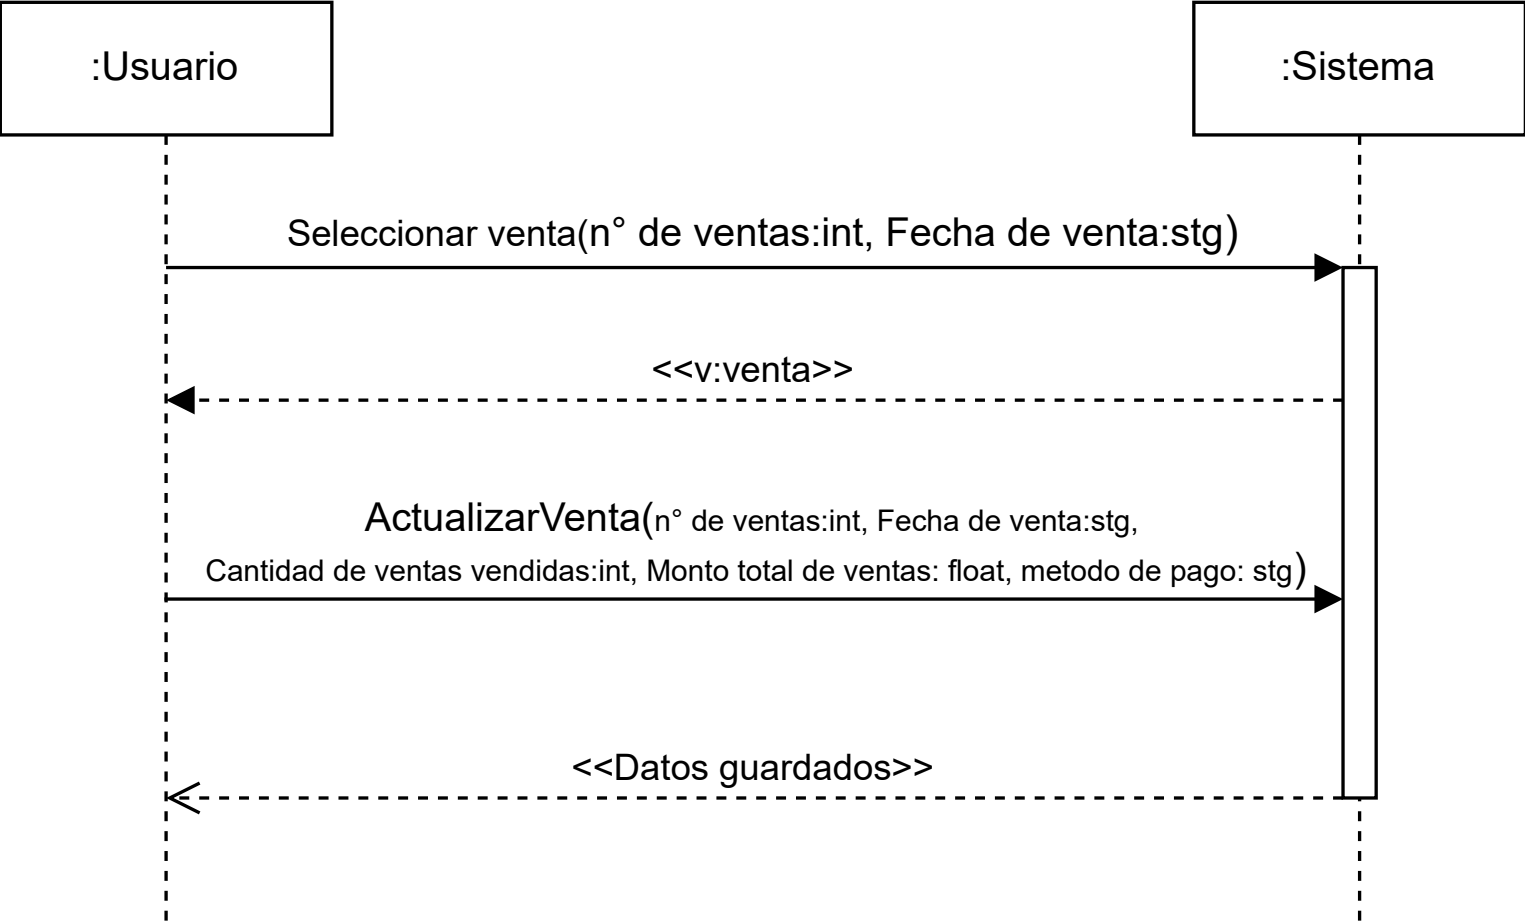 :Usuario
:Sistema
Seleccionar venta(n° de ventas:int, Fecha de venta:stg)
<<v:venta>>
ActualizarVenta(n° de ventas:int, Fecha de venta:stg,
Cantidad de ventas vendidas:int, Monto total de ventas: float, metodo de pago: stg)
<<Datos guardados>>